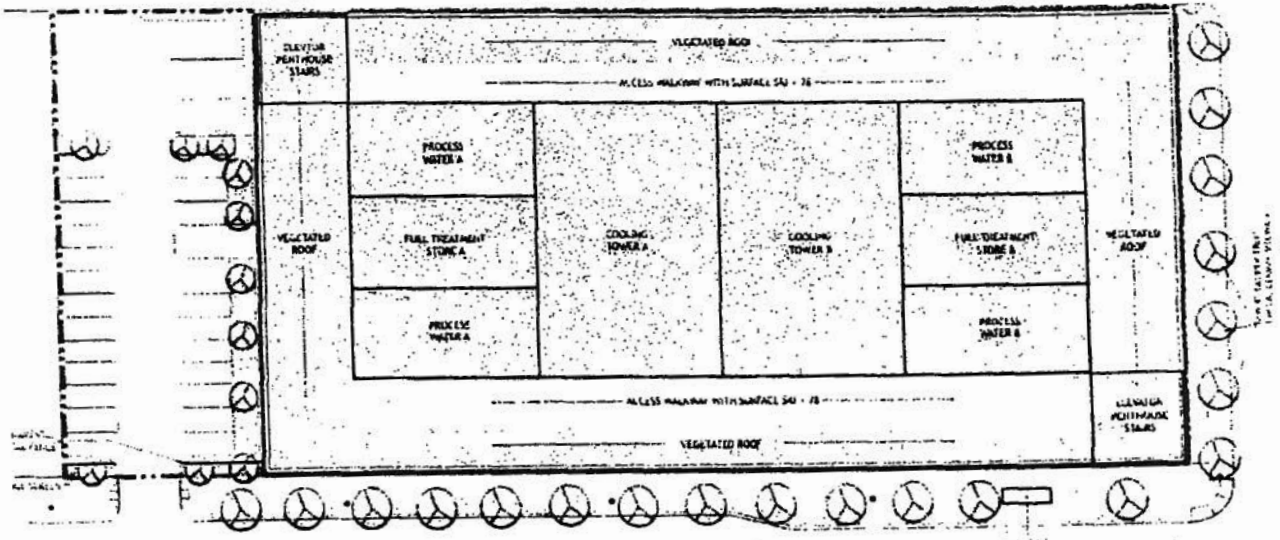 ELEVTOR
PENTHOUSE
STAIRS
VEGETATED ROOF
ACCESS WALKWAY WITH SURFACE SRI = 78
PROCESS
WATER A
PROCESS
WATER B
VEGETATED
ROOF
FULL TREATMENT
STORE A
COOLING
TOWER A
COOLING
TOWER B
FULL TREATMENT
STORE B
VEGETATED
ROOF
PROCESS
WATER A
PROCESS
WATER B
ACCESS WALKWAY WITH SURFACE SRI = 78
VEGETATED ROOF
ELEVATOR
PENTHOUSE
STAIRS